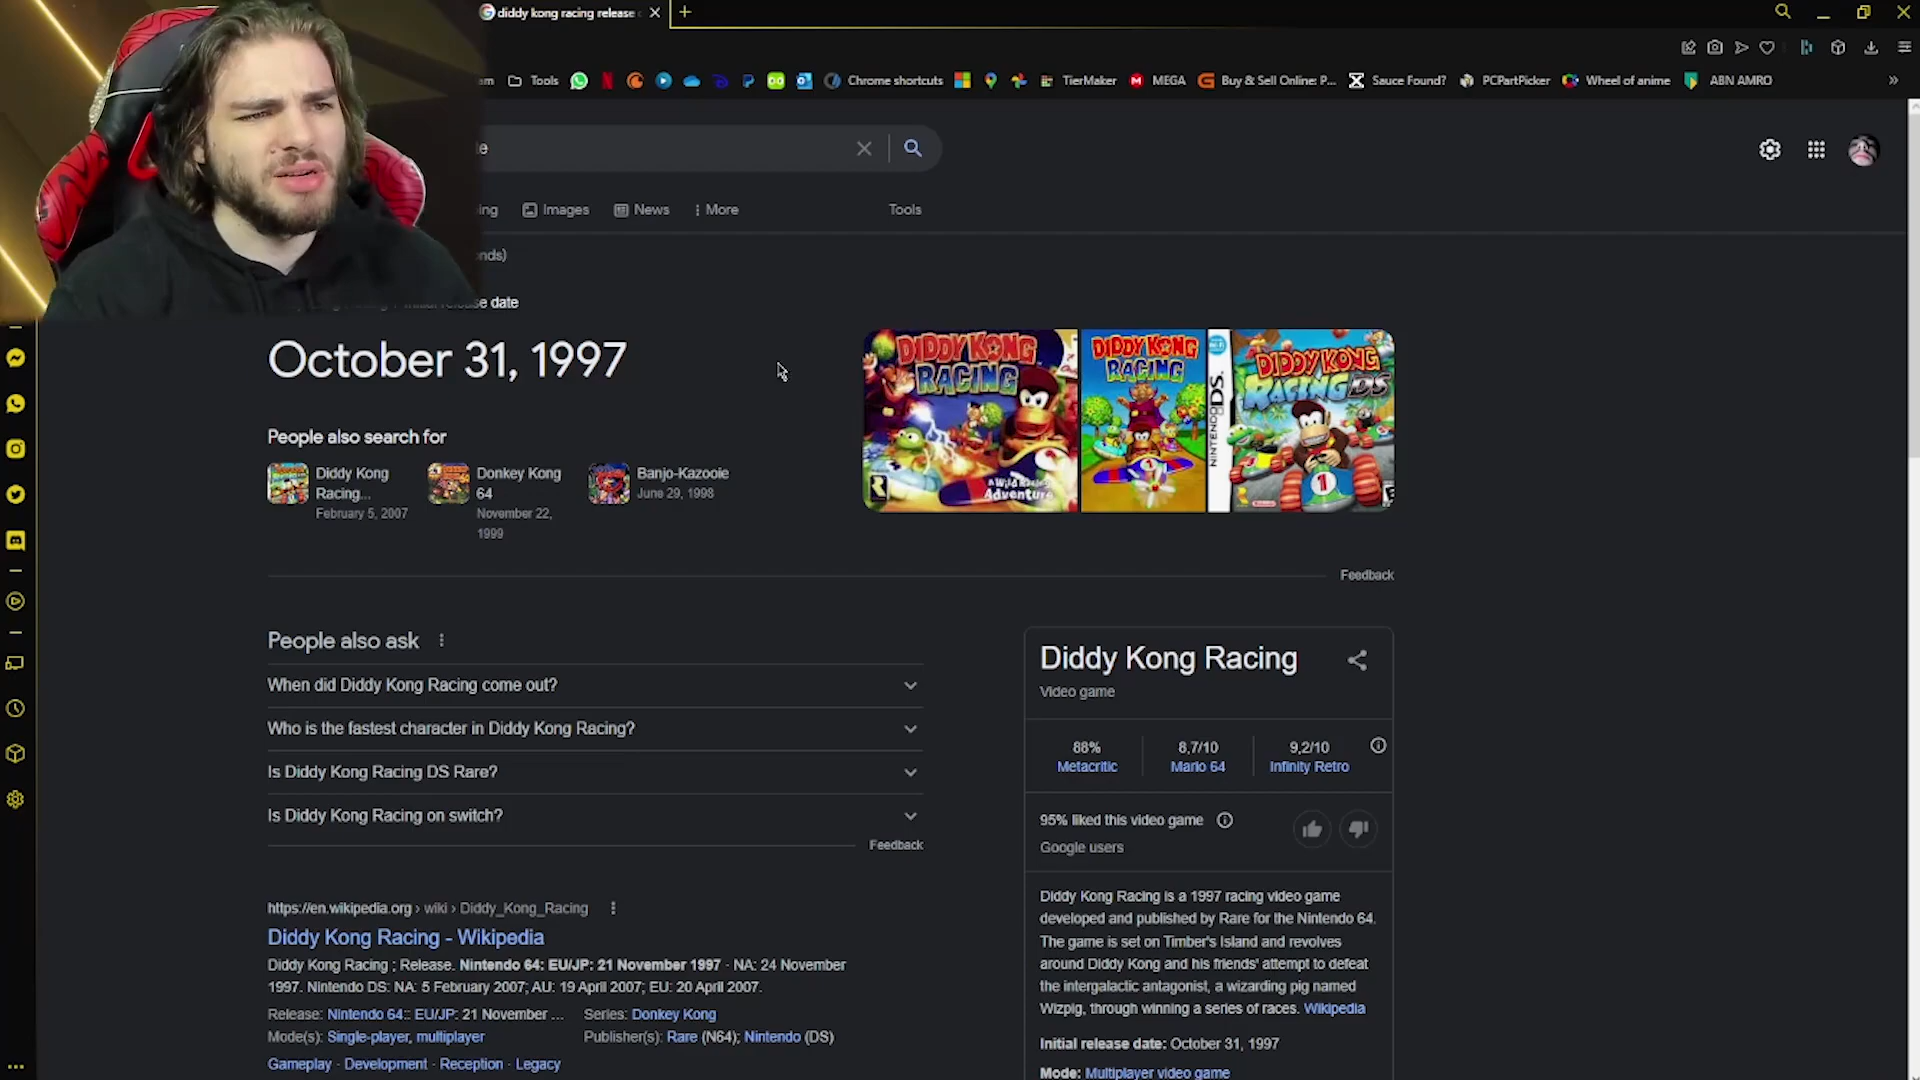 diddy kong racing release
Tools
Chrome shortcuts
TierMaker
MEGA
Buy & Sell Online: P...
Sauce Found?
PCPartPicker
Wheel of anime
ABN AMRO
Images
News
More
Tools
release date
October 31, 1997
DIDDY KONG
RACING
A Wild Racing
Adventure
DIDDY KONG
RACING
NINTENDO DS
DIDDY KONG
RACING DS
People also search for
Diddy Kong
Racing...
February 5, 2007
Donkey Kong
64
November 22,
1999
Banjo-Kazooie
June 29, 1998
Feedback
People also ask
When did Diddy Kong Racing come out?
Who is the fastest character in Diddy Kong Racing?
Is Diddy Kong Racing DS Rare?
Is Diddy Kong Racing on switch?
Feedback
https://en.wikipedia.org › wiki › Diddy_Kong_Racing
Diddy Kong Racing - Wikipedia
Diddy Kong Racing ; Release. Nintendo 64: EU/JP: 21 November 1997 · NA: 24 November
1997. Nintendo DS: NA: 5 February 2007; AU: 19 April 2007; EU: 20 April 2007.
Release: Nintendo 64:: EU/JP: 21 November ...
Series: Donkey Kong
Mode(s): Single-player, multiplayer
Publisher(s): Rare (N64); Nintendo (DS)
Gameplay · Development · Reception · Legacy
Diddy Kong Racing
Video game
88%
Metacritic
8,7/10
Mario 64
9,2/10
Infinity Retro
95% liked this video game
Google users
Diddy Kong Racing is a 1997 racing video game
developed and published by Rare for the Nintendo 64.
The game is set on Timber's Island and revolves
around Diddy Kong and his friends' attempt to defeat
the intergalactic antagonist, a wizarding pig named
Wizpig, through winning a series of races. Wikipedia
Initial release date: October 31, 1997
Mode: Multiplayer video game